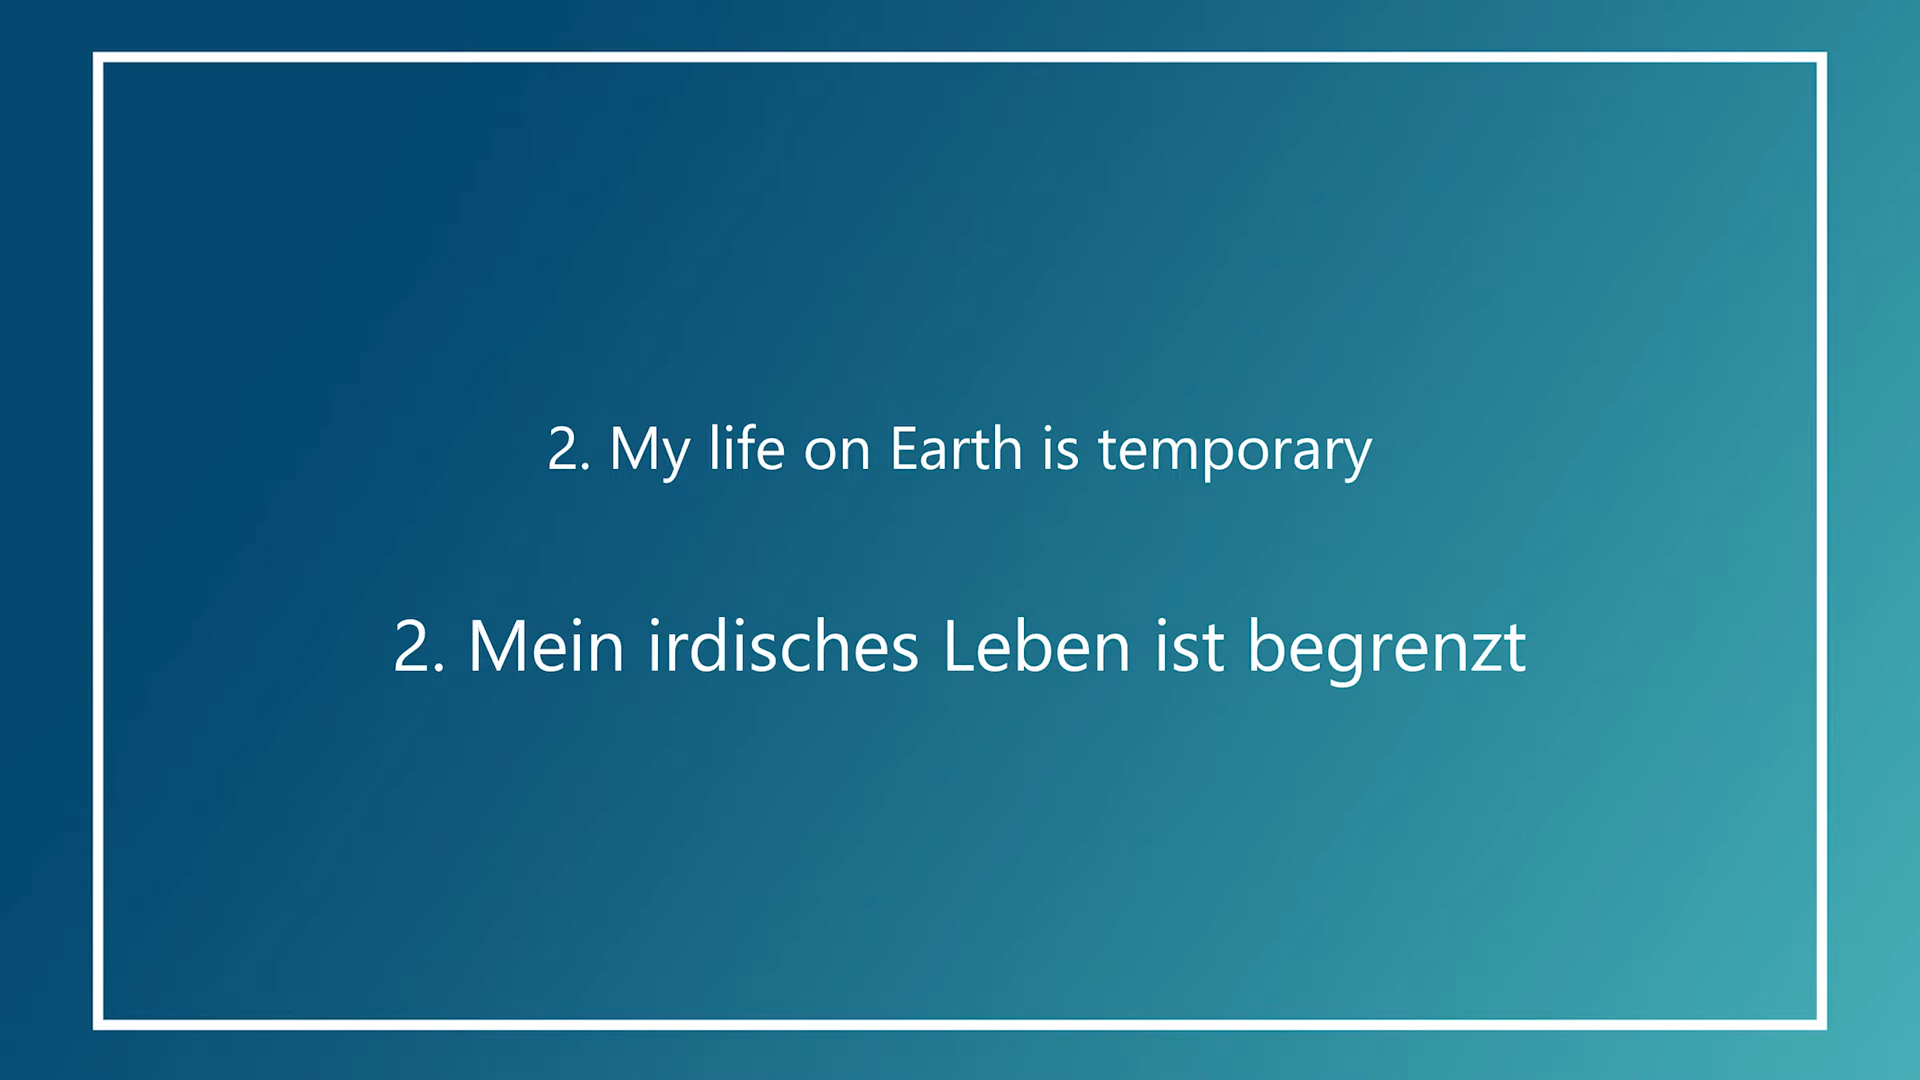 2. My life on Earth is temporary
2. Mein irdisches Leben ist begrenzt